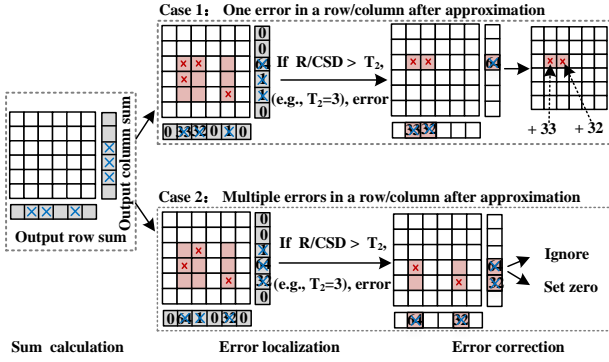 Case 1: One error in a row/column after approximation
0
0
64
1
1
0
0 33 32 0 1 0
If R/CSD > T2,
(e.g., T2=3), error
64
33 32
+ 33
+ 32
Output column sum
Output row sum
Case 2: Multiple errors in a row/column after approximation
0
0
1
64
32
0
0 64 1 0 32 0
If R/CSD > T2,
(e.g., T2=3), error
64
32
64 32
Ignore
Set zero
Sum calculation
Error localization
Error correction